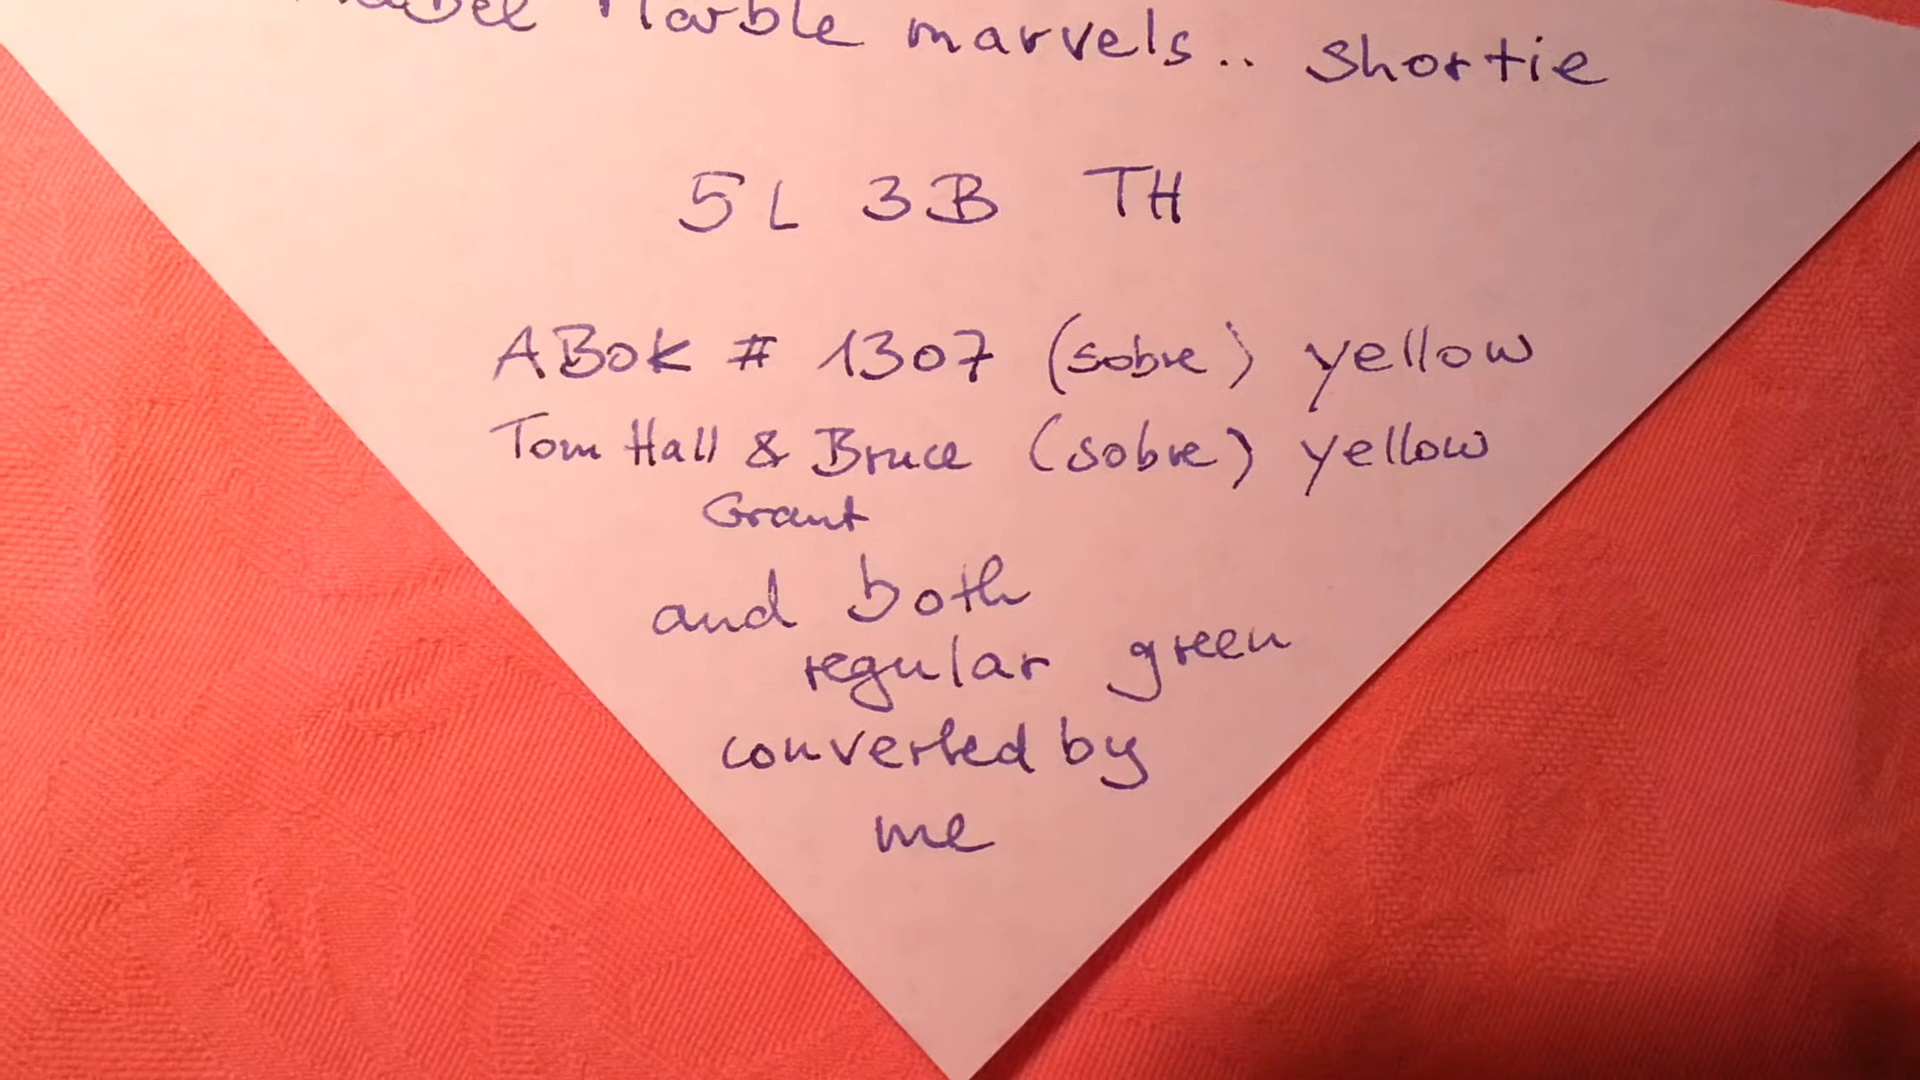 Marble marvels.. shortie
5L 3B TH
ABoK # 1307 (sobre) yellow
Tom Hall & Bruce (sobre) yellow
Grant
and both
regular green
converted by
me